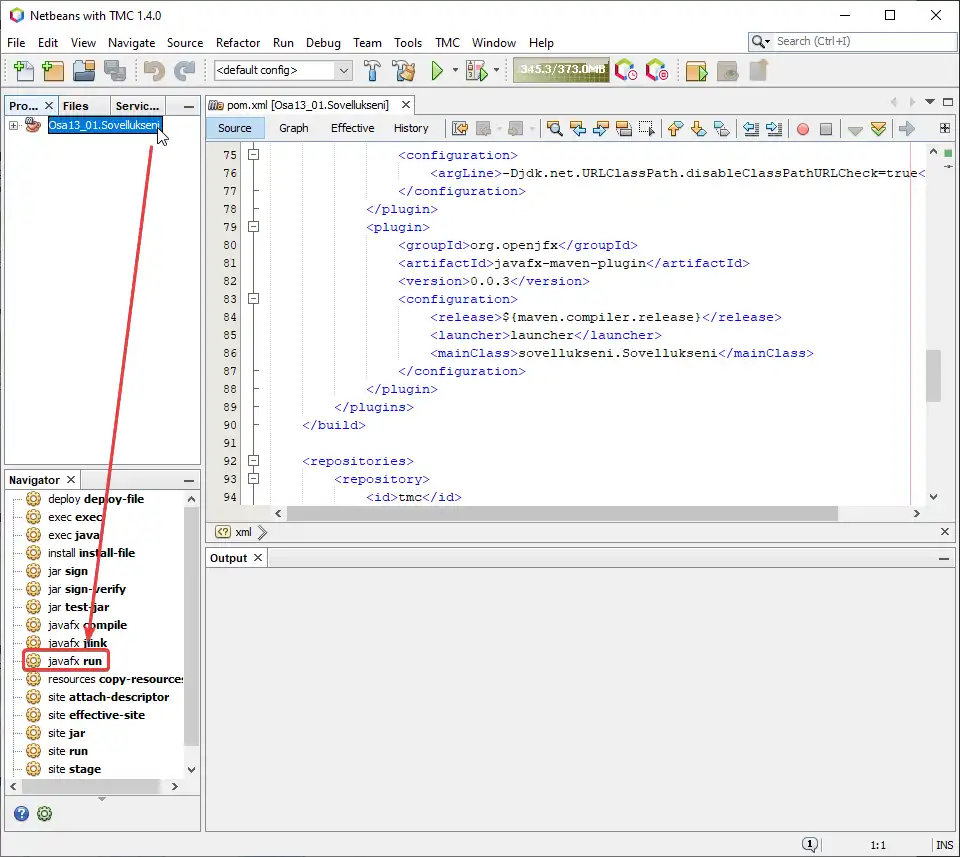 Netbeans with TMC 1.4.0
File Edit View Navigate Source Refactor Run Debug Team Tools TMC Window Help
Search (Ctrl+I)
<default config>
345.3/373.0MB
Pro... Files Servic...
Osa13_01.Sovellukseni
pom.xml [Osa13_01.Sovellukseni]
Source Graph Effective History
75 <configuration>
76 <argLine>-Djdk.net.URLClassPath.disableClassPathURLCheck=true<
77 </configuration>
78 </plugin>
79 <plugin>
80 <groupId>org.openjfx</groupId>
81 <artifactId>javafx-maven-plugin</artifactId>
82 <version>0.0.3</version>
83 <configuration>
84 <release>${maven.compiler.release}</release>
85 <launcher>launcher</launcher>
86 <mainClass>sovellukseni.Sovellukseni</mainClass>
87 </configuration>
88 </plugin>
89 </plugins>
90 </build>
91
92 <repositories>
93 <repository>
94 <id>tmc</id>
xml
Navigator
deploy deploy-file
exec exec
exec java
install install-file
jar sign
jar sign-verify
jar test-jar
javafx compile
javafx jlink
javafx run
resources copy-resources
site attach-descriptor
site effective-site
site jar
site run
site stage
Output
1
1:1
INS